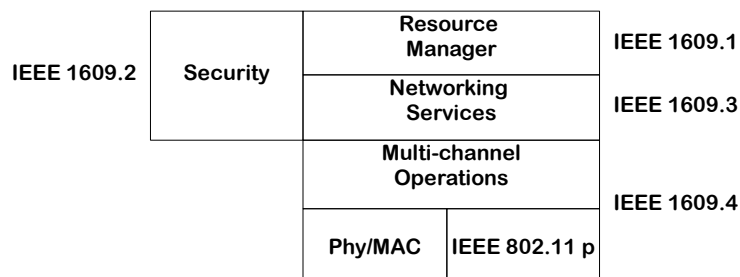 Resource
Manager
IEEE 1609.1
IEEE 1609.2
Security
Networking
Services
IEEE 1609.3
Multi-channel
Operations
IEEE 1609.4
Phy/MAC
IEEE 802.11 p